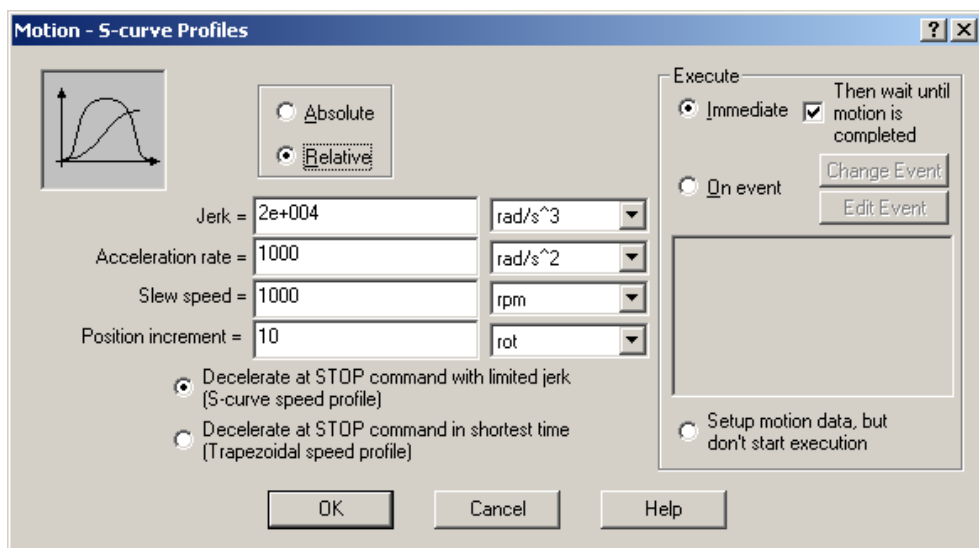 Motion - S-curve Profiles
Absolute
Relative
Jerk = 2e+004 rad/s^3
Acceleration rate = 1000 rad/s^2
Slew speed = 1000 rpm
Position increment = 10 rot
Decelerate at STOP command with limited jerk
(S-curve speed profile)
Decelerate at STOP command in shortest time
(Trapezoidal speed profile)
Execute
Immediate
Then wait until
motion is
completed
On event
Change Event
Edit Event
Setup motion data, but
don't start execution
OK
Cancel
Help